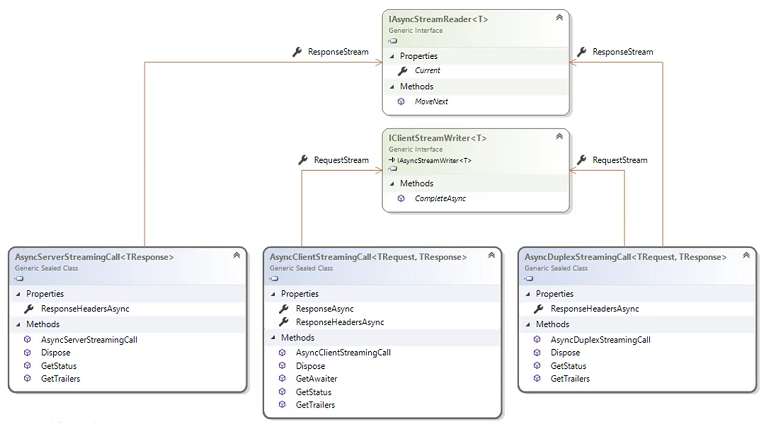 IAsyncStreamReader<T>
Generic Interface
Properties
Current
Methods
MoveNext
ResponseStream
ResponseStream
IClientStreamWriter<T>
Generic Interface
IAsyncStreamWriter<T>
Methods
CompleteAsync
RequestStream
RequestStream
AsyncServerStreamingCall<TResponse>
Generic Sealed Class
Properties
ResponseHeadersAsync
Methods
AsyncServerStreamingCall
Dispose
GetStatus
GetTrailers
AsyncClientStreamingCall<TRequest, TResponse>
Generic Sealed Class
Properties
ResponseAsync
ResponseHeadersAsync
Methods
AsyncClientStreamingCall
Dispose
GetAwaiter
GetStatus
GetTrailers
AsyncDuplexStreamingCall<TRequest, TResponse>
Generic Sealed Class
Properties
ResponseHeadersAsync
Methods
AsyncDuplexStreamingCall
Dispose
GetStatus
GetTrailers